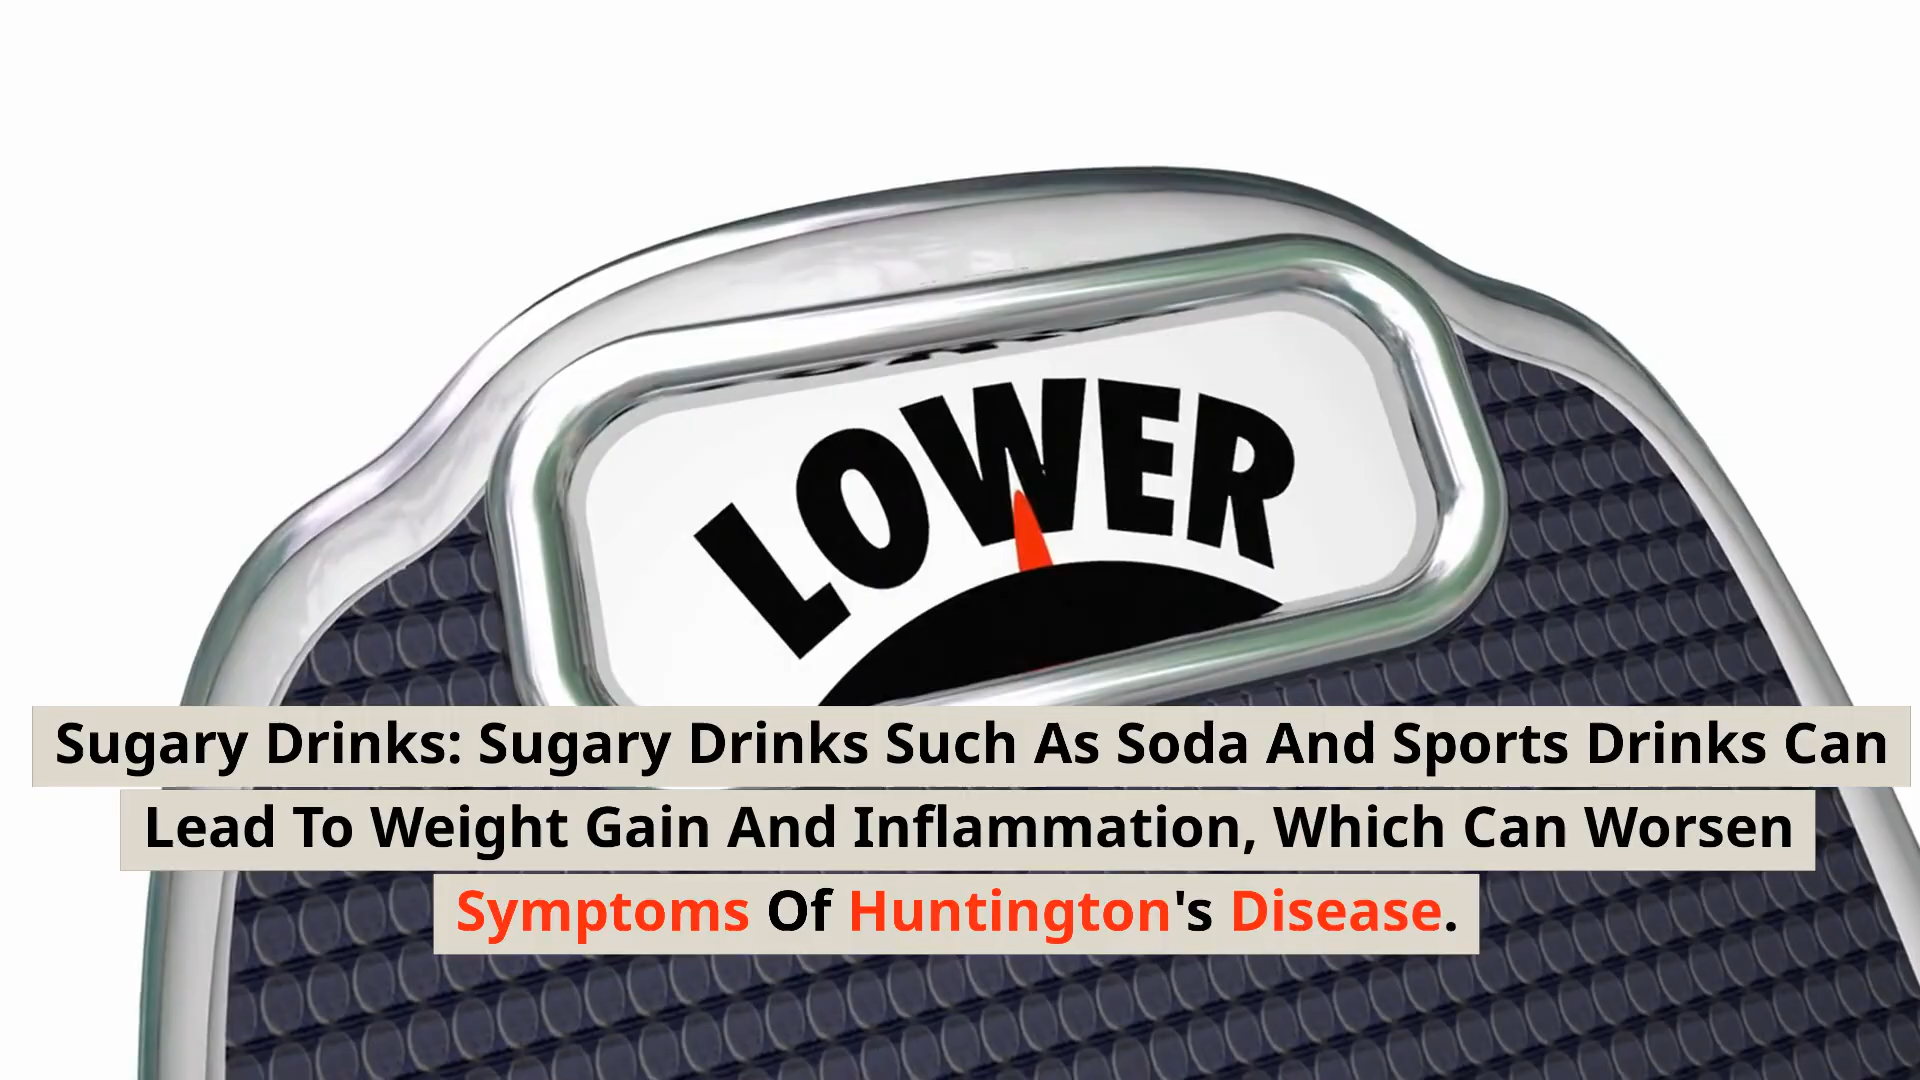 LOWER
Sugary Drinks: Sugary Drinks Such As Soda And Sports Drinks Can
Lead To Weight Gain And Inflammation, Which Can Worsen
Symptoms Of Huntington's Disease.